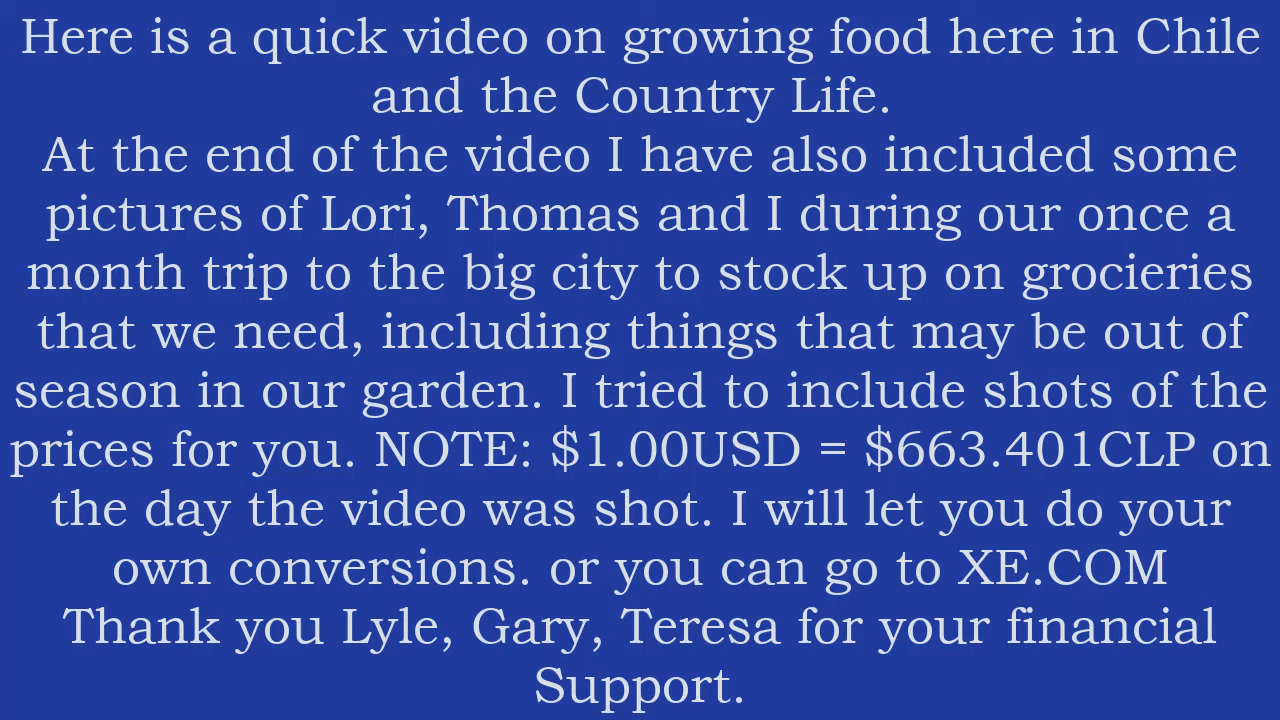 Here is a quick video on growing food here in Chile
and the Country Life.
At the end of the video I have also included some
pictures of Lori, Thomas and I during our once a
month trip to the big city to stock up on grocieries
that we need, including things that may be out of
season in our garden. I tried to include shots of the
prices for you. NOTE: $1.00USD = $663.401CLP on
the day the video was shot. I will let you do your
own conversions. or you can go to XE.COM
Thank you Lyle, Gary, Teresa for your financial
Support.